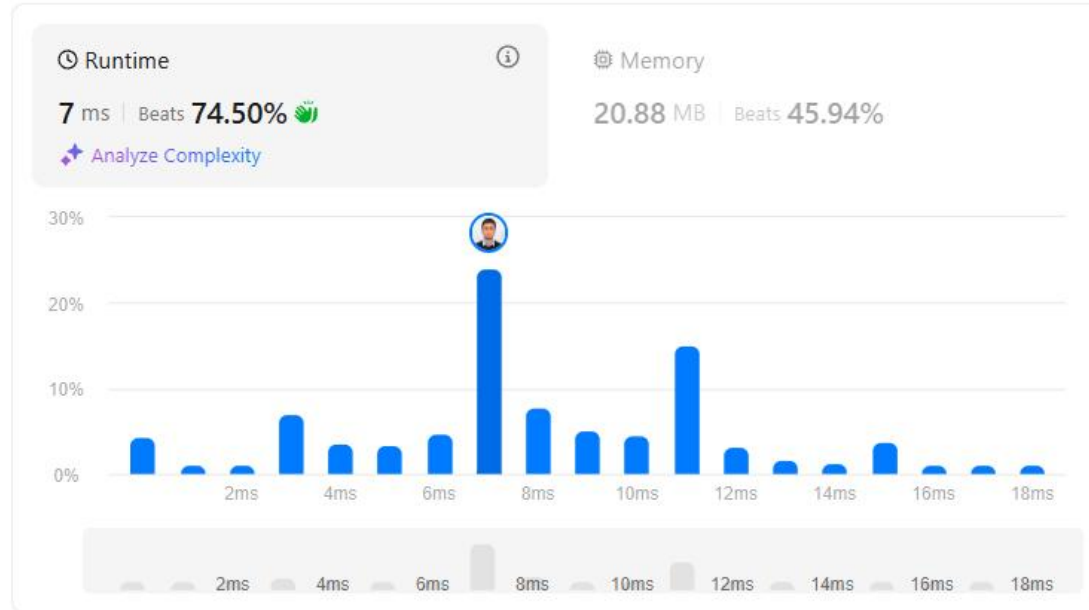 Runtime
7 ms Beats 74.50%
Analyze Complexity
Memory
20.88 MB Beats 45.94%
30%
20%
10%
0%
2ms 4ms 6ms 8ms 10ms 12ms 14ms 16ms 18ms
2ms 4ms 6ms 8ms 10ms 12ms 14ms 16ms 18ms